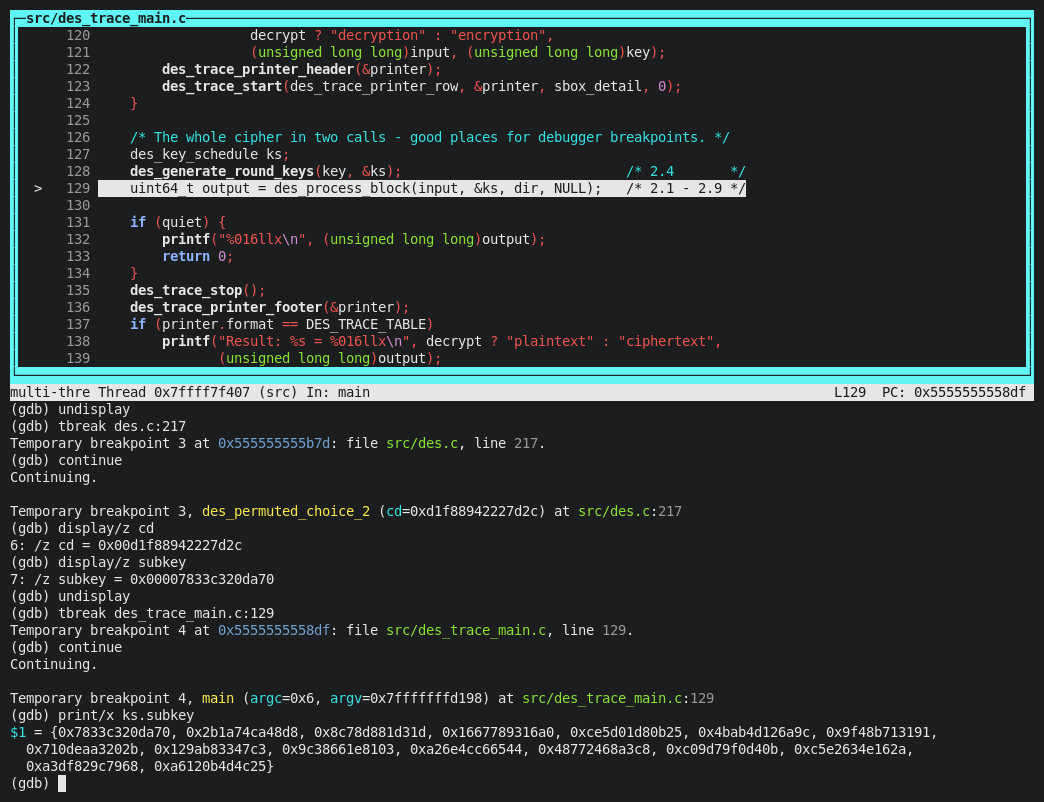 src/des_trace_main.c
120                    decrypt ? "decryption" : "encryption",
121                    (unsigned long long)input, (unsigned long long)key);
122        des_trace_printer_header(&printer);
123        des_trace_start(des_trace_printer_row, &printer, sbox_detail, 0);
124    }
125
126    /* The whole cipher in two calls - good places for debugger breakpoints. */
127    des_key_schedule ks;
128    des_generate_round_keys(key, &ks);                            /* 2.4       */
> 129    uint64_t output = des_process_block(input, &ks, dir, NULL);   /* 2.1 - 2.9 */
130
131    if (quiet) {
132        printf("%016llx\n", (unsigned long long)output);
133        return 0;
134    }
135    des_trace_stop();
136    des_trace_printer_footer(&printer);
137    if (printer.format == DES_TRACE_TABLE)
138        printf("Result: %s = %016llx\n", decrypt ? "plaintext" : "ciphertext",
139               (unsigned long long)output);
multi-thre Thread 0x7ffff7f407 (src) In: main                                                          L129  PC: 0x5555555558df
(gdb) undisplay
(gdb) tbreak des.c:217
Temporary breakpoint 3 at 0x555555555b7d: file src/des.c, line 217.
(gdb) continue
Continuing.
Temporary breakpoint 3, des_permuted_choice_2 (cd=0xd1f88942227d2c) at src/des.c:217
(gdb) display/z cd
6: /z cd = 0x00d1f88942227d2c
(gdb) display/z subkey
7: /z subkey = 0x00007833c320da70
(gdb) undisplay
(gdb) tbreak des_trace_main.c:129
Temporary breakpoint 4 at 0x5555555558df: file src/des_trace_main.c, line 129.
(gdb) continue
Continuing.
Temporary breakpoint 4, main (argc=0x6, argv=0x7fffffffd198) at src/des_trace_main.c:129
(gdb) print/x ks.subkey
$1 = {0x7833c320da70, 0x2b1a74ca48d8, 0x8c78d881d31d, 0x1667789316a0, 0xce5d01d80b25, 0x4bab4d126a9c, 0x9f48b713191,
  0x710deaa3202b, 0x129ab83347c3, 0x9c38661e8103, 0xa26e4cc66544, 0x48772468a3c8, 0xc09d79f0d40b, 0xc5e2634e162a,
  0xa3df829c7968, 0xa6120b4d4c25}
(gdb)